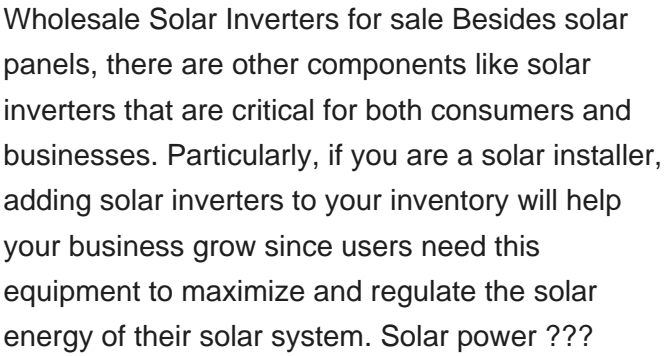 Wholesale Solar Inverters for sale Besides solar
panels, there are other components like solar
inverters that are critical for both consumers and
businesses. Particularly, if you are a solar installer,
adding solar inverters to your inventory will help
your business grow since users need this
equipment to maximize and regulate the solar
energy of their solar system. Solar power ???